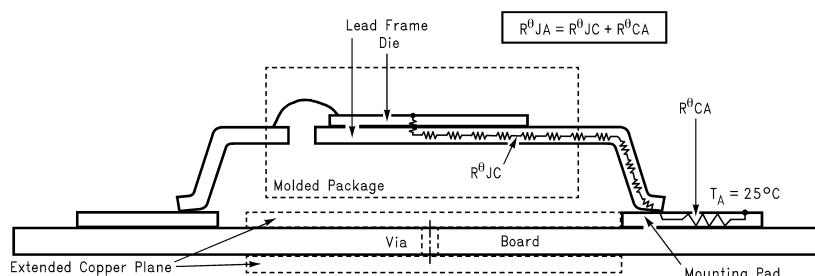 Lead Frame
Die
RθJA = RθJC + RθCA
RθCA
RθJC
Molded Package
TA = 25°C
Via
Board
Extended Copper Plane
Mounting Pad